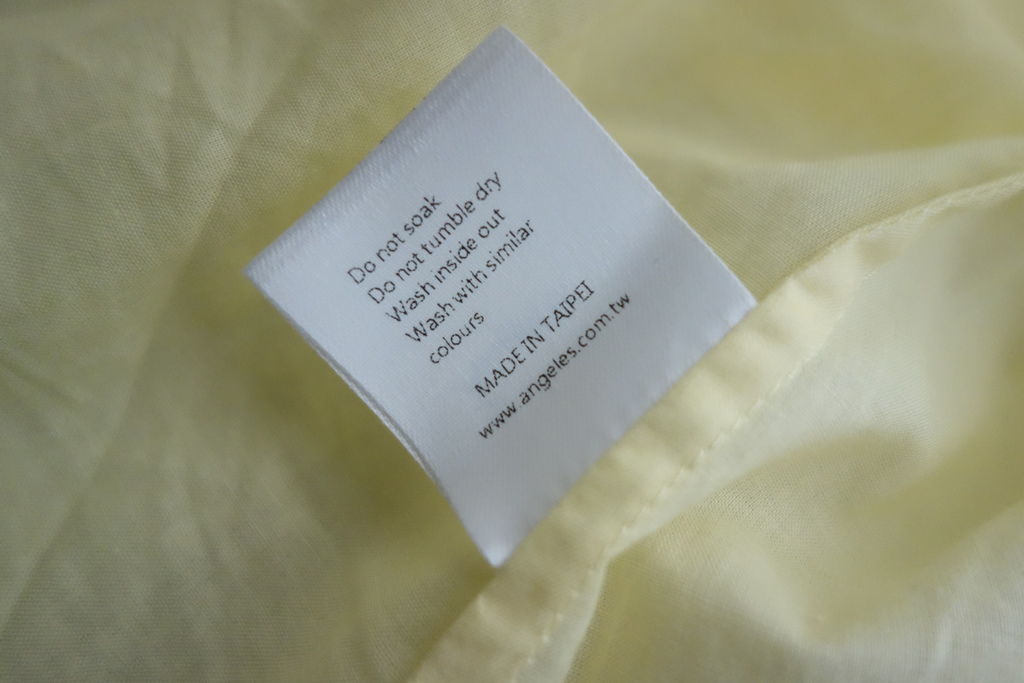 Do not soak
Do not tumble dry
Wash inside out
Wash with similar
colours
MADE IN TAIPEI
www.angeles.com.tw